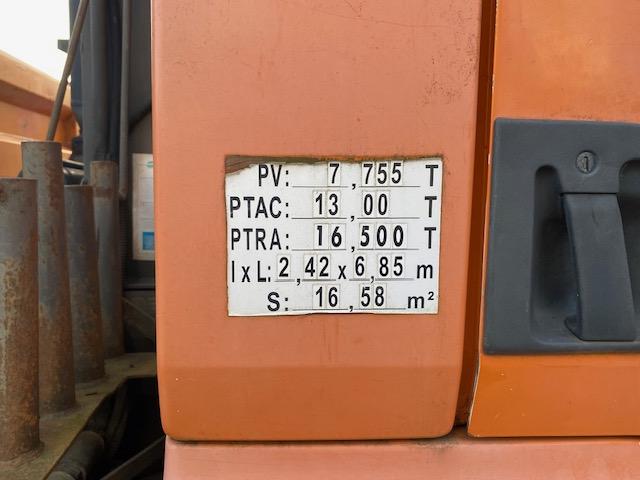 PV: 7,755 T
PTAC: 13,00 T
PTRA: 16,500 T
l x L: 2,42 x 6,85 m
S: 16,58 m²